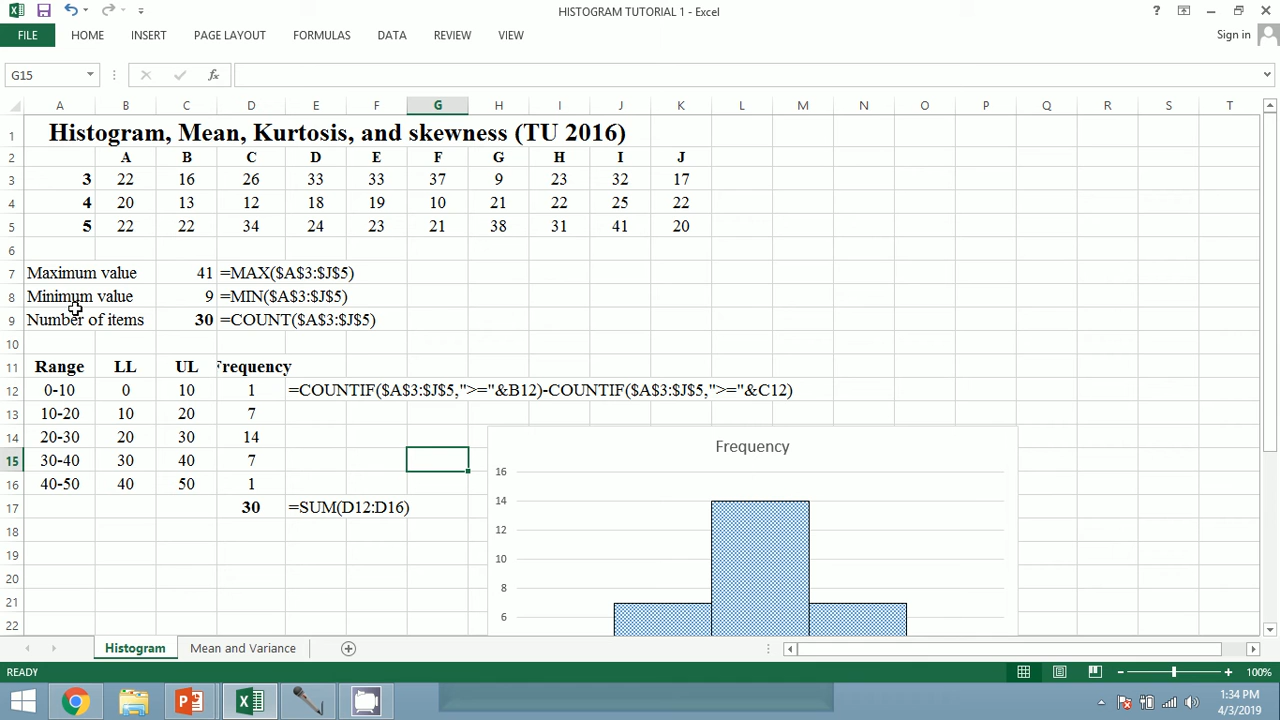 HISTOGRAM TUTORIAL 1 - Excel
?
FILE HOME INSERT PAGE LAYOUT FORMULAS DATA REVIEW VIEW Sign in
G15 fx
A B C D E F G H I J K L M N O P Q R S T
1 Histogram, Mean, Kurtosis, and skewness (TU 2016)
2 A B C D E F G H I J
3 3 22 16 26 33 33 37 9 23 32 17
4 4 20 13 12 18 19 10 21 22 25 22
5 5 22 22 34 24 23 21 38 31 41 20
6
7 Maximum value 41 =MAX($A$3:$J$5)
8 Minimum value 9 =MIN($A$3:$J$5)
9 Number of items 30 =COUNT($A$3:$J$5)
10
11 Range LL UL Frequency
12 0-10 0 10 1 =COUNTIF($A$3:$J$5,">="&B12)-COUNTIF($A$3:$J$5,">="&C12)
13 10-20 10 20 7
14 20-30 20 30 14
15 30-40 30 40 7
16 40-50 40 50 1
17 30 =SUM(D12:D16)
18
19
20
21
22
Frequency
16
14
12
10
8
6
Histogram Mean and Variance
READY 100%
1:34 PM
4/3/2019